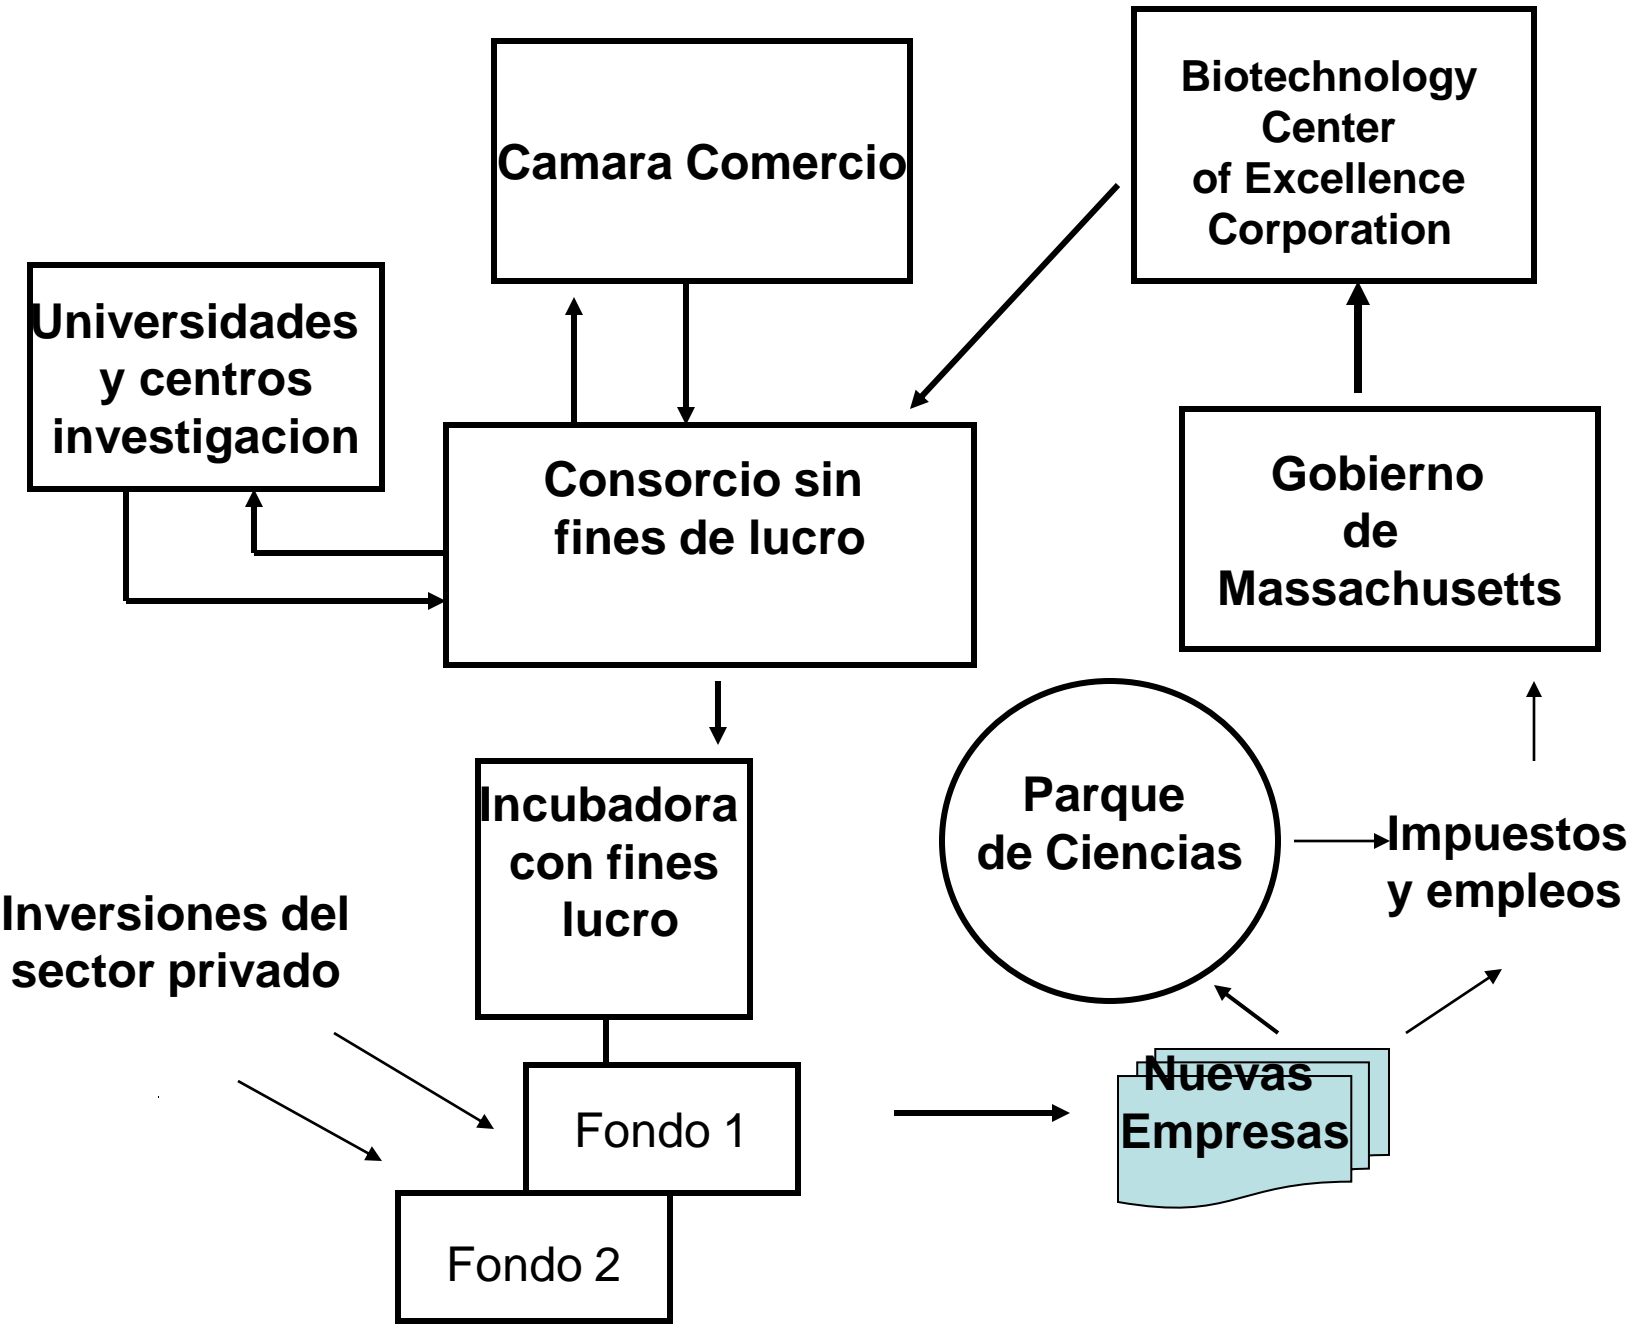 Biotechnology
Center
of Excellence
Corporation
Camara Comercio
Universidades
y centros
investigacion
Consorcio sin
fines de lucro
Gobierno
de
Massachusetts
Parque
de Ciencias
Impuestos
y empleos
Incubadora
con fines
lucro
Inversiones del
sector privado
Nuevas
Empresas
Fondo 1
Fondo 2